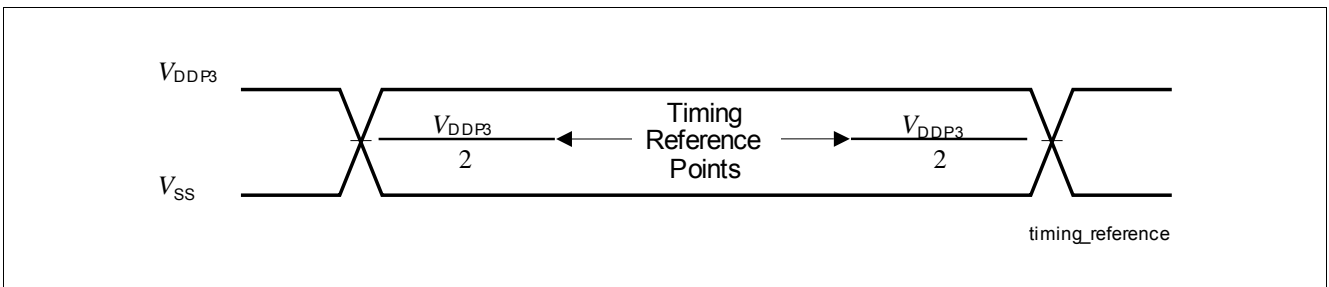 VDDP3
Timing
Reference
Points
VDDP3
2
VDDP3
2
VSS
timing_reference